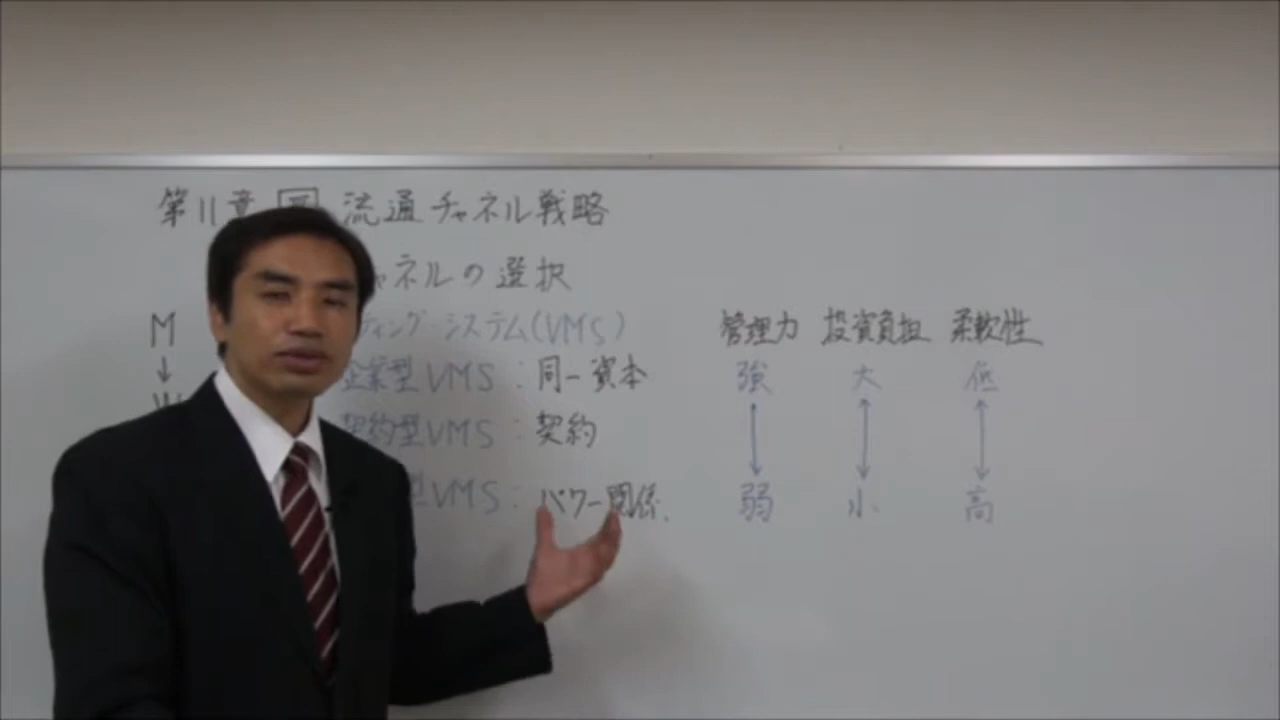 第11章 回 流通チャネル戦略
ャネルの選択
M ティング システム(VMS) 管理力 投資負担 柔軟性
↓ 企業型VMS:同一資本 強 大 低
W 契約型VMS:契約
型VMS:パワー関係. 弱 小 高